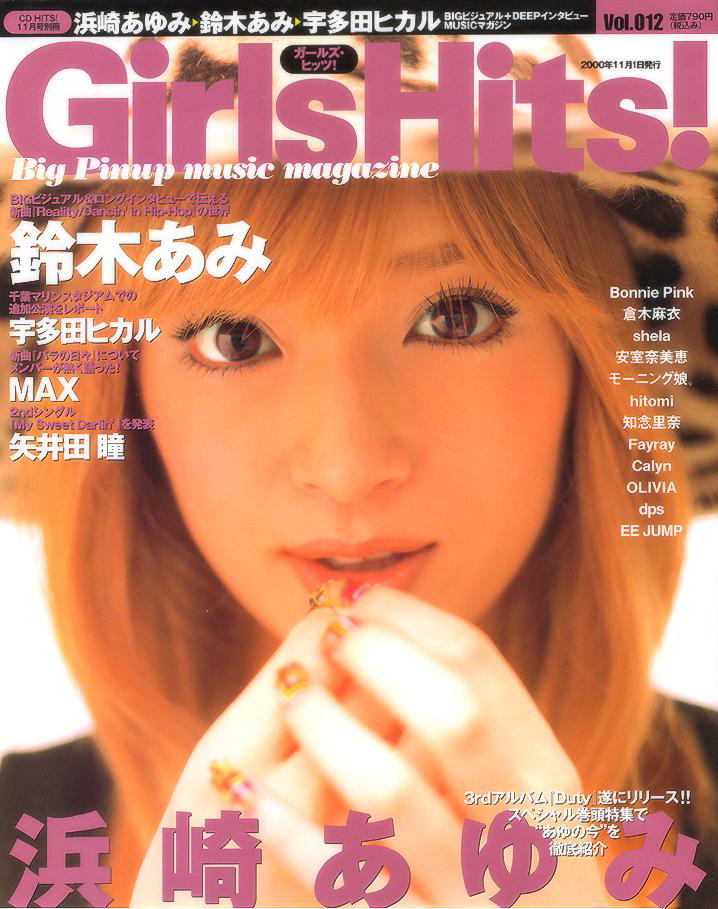 CD HITS!
11月号別冊
浜崎あゆみ・鈴木あみ・宇多田ヒカル
BIGビジュアル+DEEPインタビュー
MUSICマガジン
Vol.012
定価790円
(税込み)
Girls Hits!
ガールズ・
ヒッツ!
2000年11月1日発行
Big Pinup music magazine
BIGビジュアル&ロングインタビューで伝える
新曲「Reality/Dancin' in Hip-Hop」の世界
鈴木あみ
千葉マリンスタジアムでの
追加公演をレポート
宇多田ヒカル
新曲「バラの日々」について
メンバーが熱く語った!
MAX
2ndシングル
「My Sweet Darlin'」を発表
矢井田 瞳
Bonnie Pink
倉木麻衣
shela
安室奈美恵
モーニング娘。
hitomi
知念里奈
Fayray
Calyn
OLIVIA
dps
EE JUMP
3rdアルバム「Duty」遂にリリース!!
スペシャル巻頭特集で
“あゆの今”を
徹底紹介
浜崎あゆみ